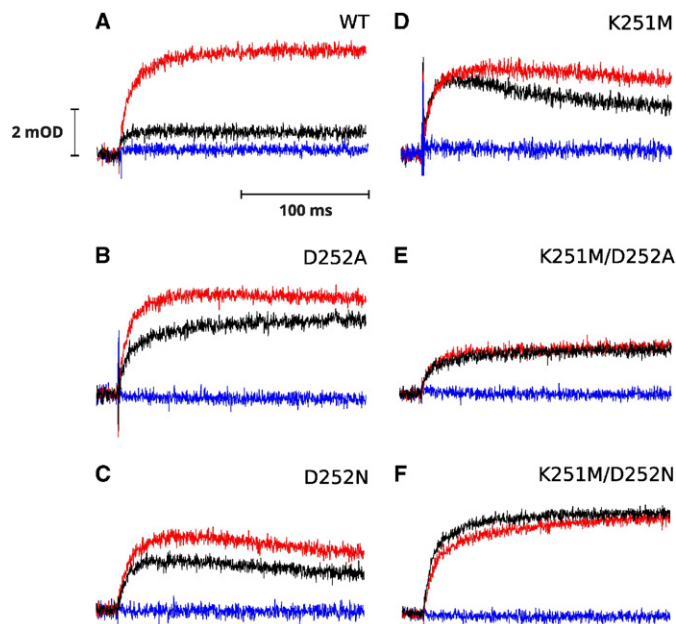 A WT
D K251M
2 mOD
100 ms
B D252A
E K251M/D252A
C D252N
F K251M/D252N